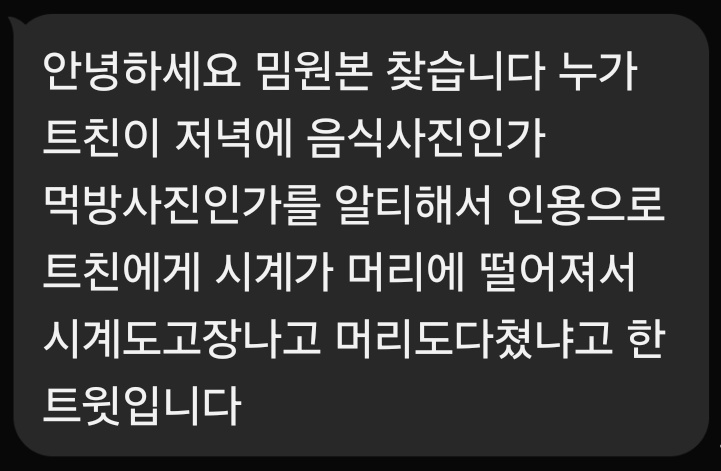 안녕하세요 밈원본 찾습니다 누가
트친이 저녁에 음식사진인가
먹방사진인가를 알티해서 인용으로
트친에게 시계가 머리에 떨어져서
시계도고장나고 머리도다쳤냐고 한
트윗입니다